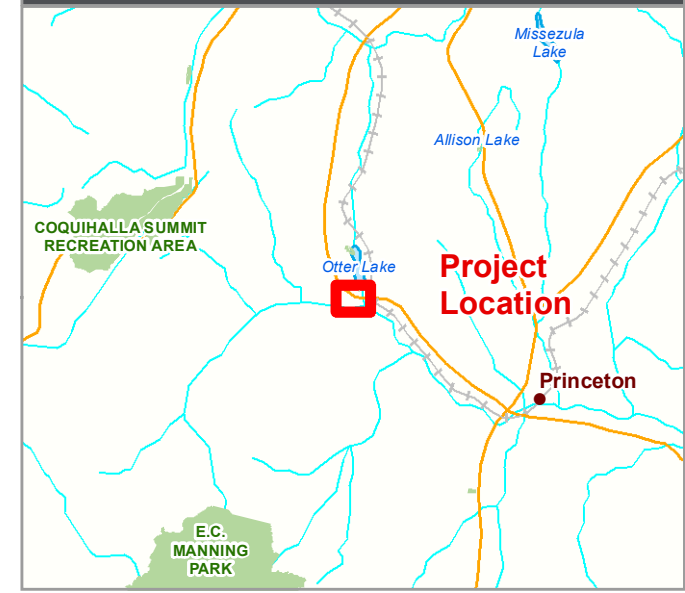 Missezula
Lake
Allison Lake
COQUIHALLA SUMMIT
RECREATION AREA
Otter Lake
Project
Location
Princeton
E.C.
MANNING
PARK